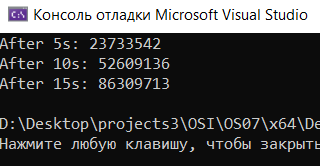 Консоль отладки Microsoft Visual Studio
After 5s: 23733542
After 10s: 52609136
After 15s: 86309713
D:\Desktop\projects3\OSI\OS07\x64\De
Нажмите любую клавишу, чтобы закрыть